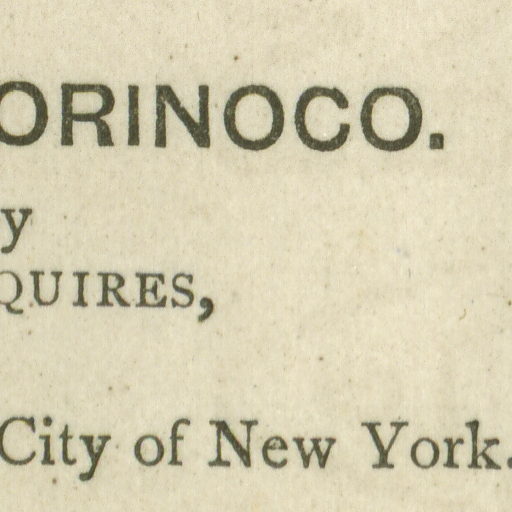 ORINOCO.
y
QUIRES,
City of New York.